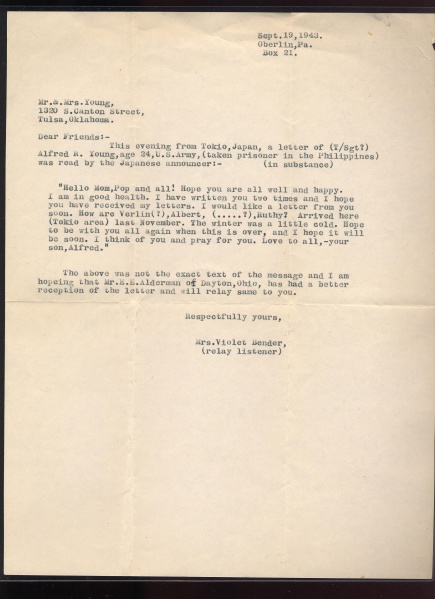 Sept.19,1943.
Oberlin,Pa.
Box 21.
Mr.& Mrs.Young,
1320 S.Canton Street,
Tulsa,Oklahoma.
Dear Friends:-
This evening from Tokio,Japan, a letter of (T/Sgt?)
Alfred R. Young,age 24,U.S.Army,(taken prisoner in the Philippines)
was read by the Japanese announcer:- (in substance)
"Hello Mom,Pop and all! Hope you are all well and happy.
I am in good health. I have written you two times and I hope
you have received my letters. I would like a letter from you
soon. How are Verlin(?),Albert, (.....?),Ruthy? Arrived here
(Tokio area) last November. The winter was a little cold. Hope
to be with you all again when this is over, and I hope it will
be soon. I think of you and pray for you. Love to all,-your
son,Alfred."
The above was not the exact text of the message and I am
hoping that Mr.E.E.Alderman of Dayton,Ohio, has had a better
reception of the letter and will relay same to you.
Respectfully yours,
Mrs.Violet Bender,
(relay listener)